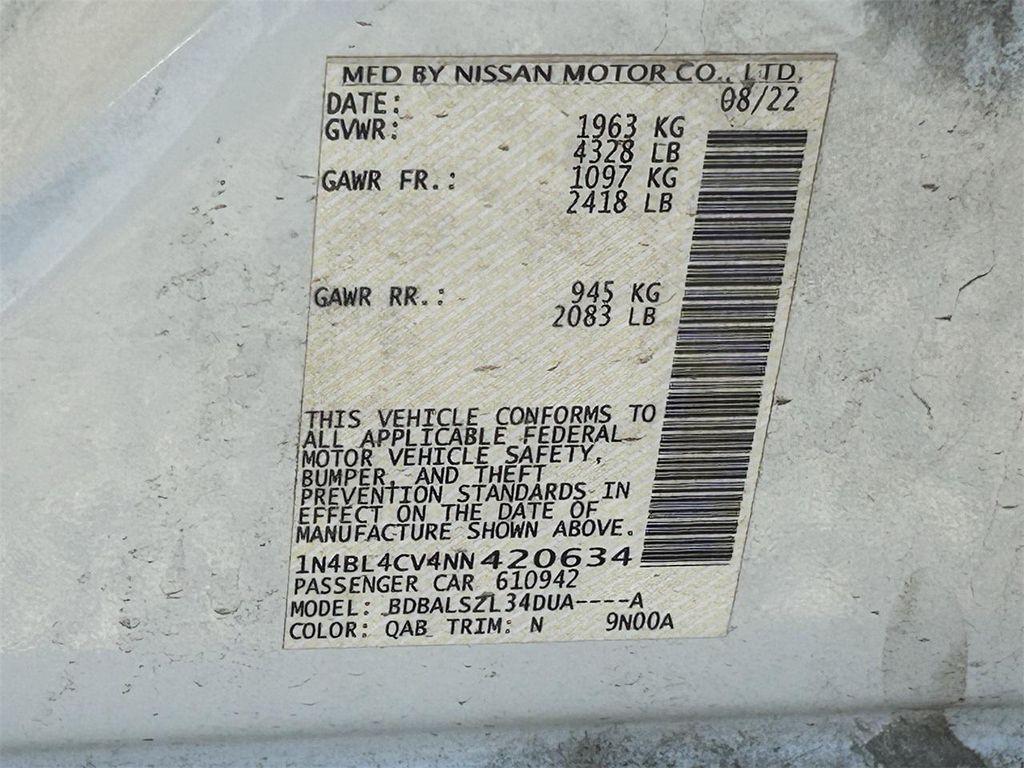 MFD BY NISSAN MOTOR CO., LTD.
DATE: 08/22
GVWR: 1963 KG
4328 LB
GAWR FR.: 1097 KG
2418 LB
GAWR RR.: 945 KG
2083 LB
THIS VEHICLE CONFORMS TO
ALL APPLICABLE FEDERAL
MOTOR VEHICLE SAFETY,
BUMPER, AND THEFT
PREVENTION STANDARDS IN
EFFECT ON THE DATE OF
MANUFACTURE SHOWN ABOVE.
1N4BL4CV4NN420634
PASSENGER CAR 610942
MODEL: BDBALSZL34DUA----A
COLOR: QAB TRIM: N 9N00A